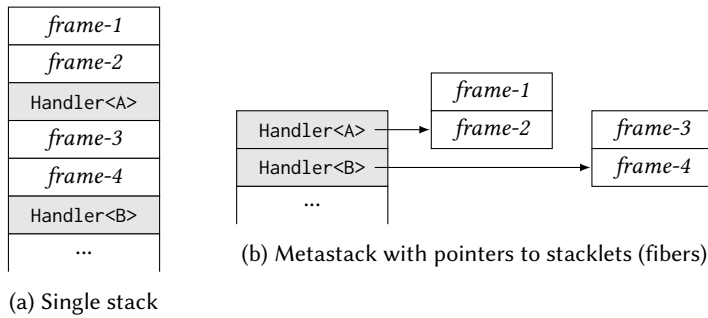 frame-1
frame-2
Handler<A>
frame-3
frame-4
Handler<B>
...
(a) Single stack
Handler<A>
Handler<B>
...
frame-1
frame-2
frame-3
frame-4
(b) Metastack with pointers to stacklets (fibers)